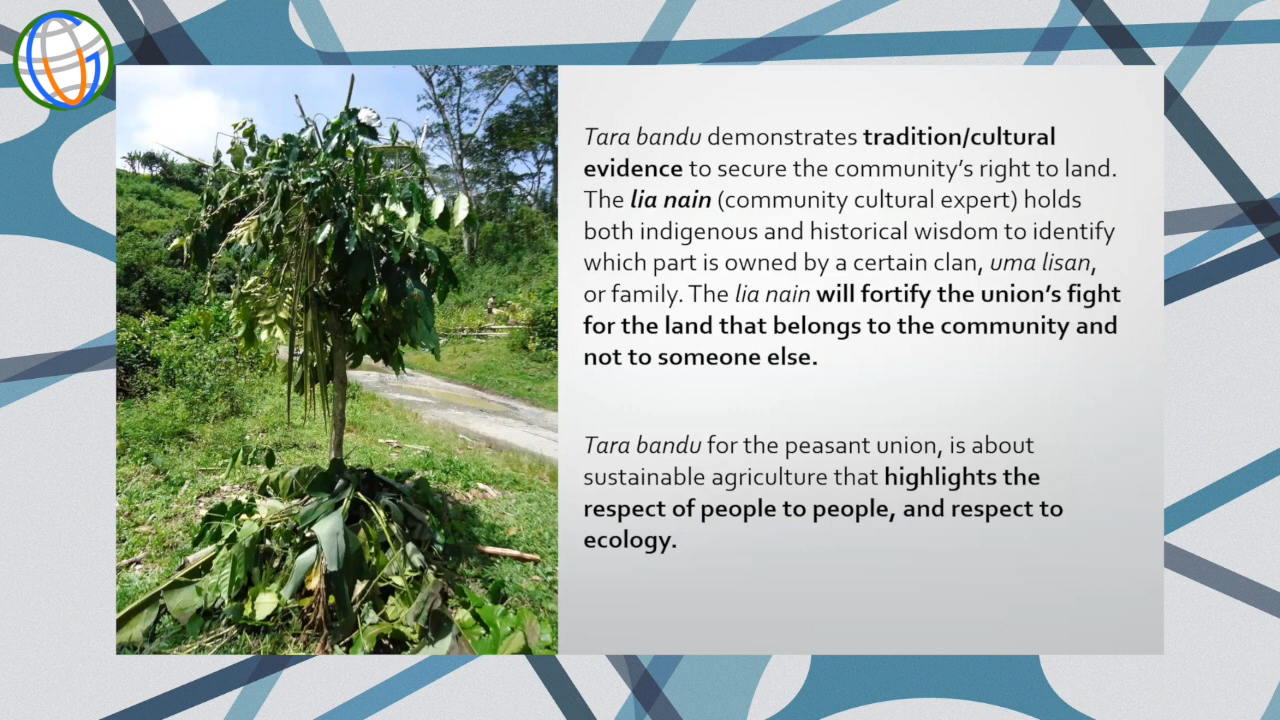 Tara bandu demonstrates tradition/cultural
evidence to secure the community's right to land.
The lia nain (community cultural expert) holds
both indigenous and historical wisdom to identify
which part is owned by a certain clan, uma lisan,
or family. The lia nain will fortify the union's fight
for the land that belongs to the community and
not to someone else.
Tara bandu for the peasant union, is about
sustainable agriculture that highlights the
respect of people to people, and respect to
ecology.